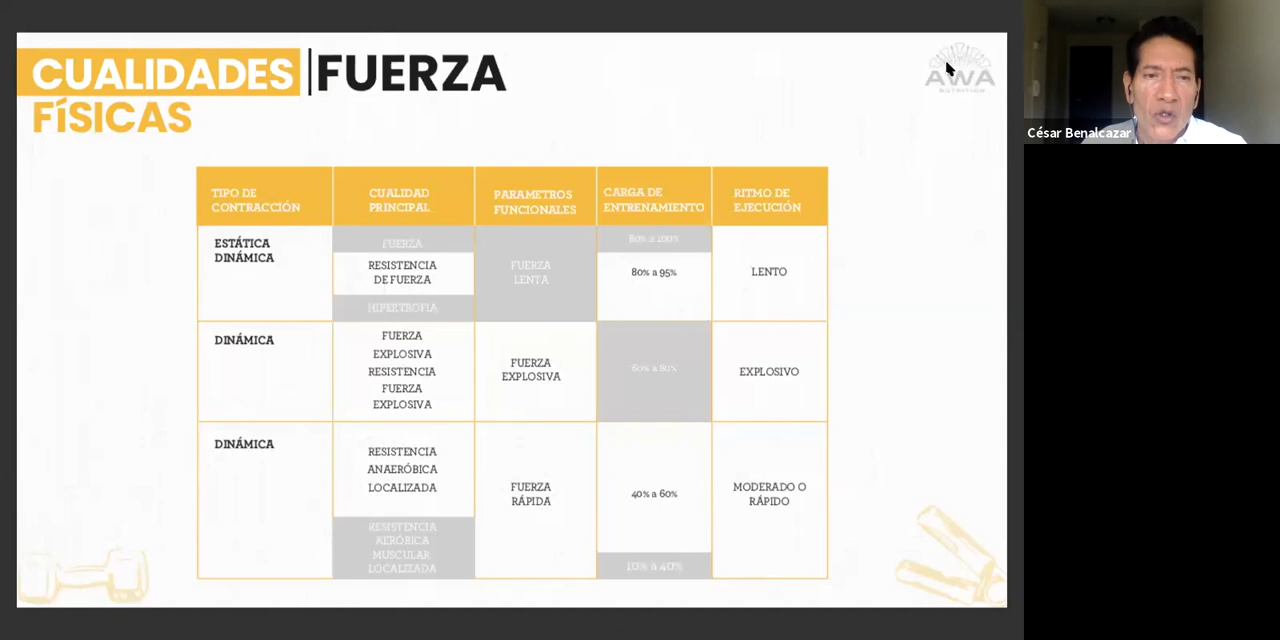 CUALIDADES | FUERZA
FÍSICAS
AWA
NUTRITION
César Benalcazar
TIPO DE
CONTRACCIÓN
CUALIDAD
PRINCIPAL
PARAMETROS
FUNCIONALES
CARGA DE
ENTRENAMIENTO
RITMO DE
EJECUCIÓN
ESTÁTICA
DINÁMICA
FUERZA
RESISTENCIA
DE FUERZA
HIPERTROFIA
FUERZA
LENTA
80% a 100%
80% a 95%
LENTO
DINÁMICA
FUERZA
EXPLOSIVA
RESISTENCIA
FUERZA
EXPLOSIVA
FUERZA
EXPLOSIVA
60% a 80%
EXPLOSIVO
DINÁMICA
RESISTENCIA
ANAERÓBICA
LOCALIZADA
RESISTENCIA
AERÓBICA
MUSCULAR
LOCALIZADA
FUERZA
RÁPIDA
40% a 60%
10% a 40%
MODERADO O
RÁPIDO